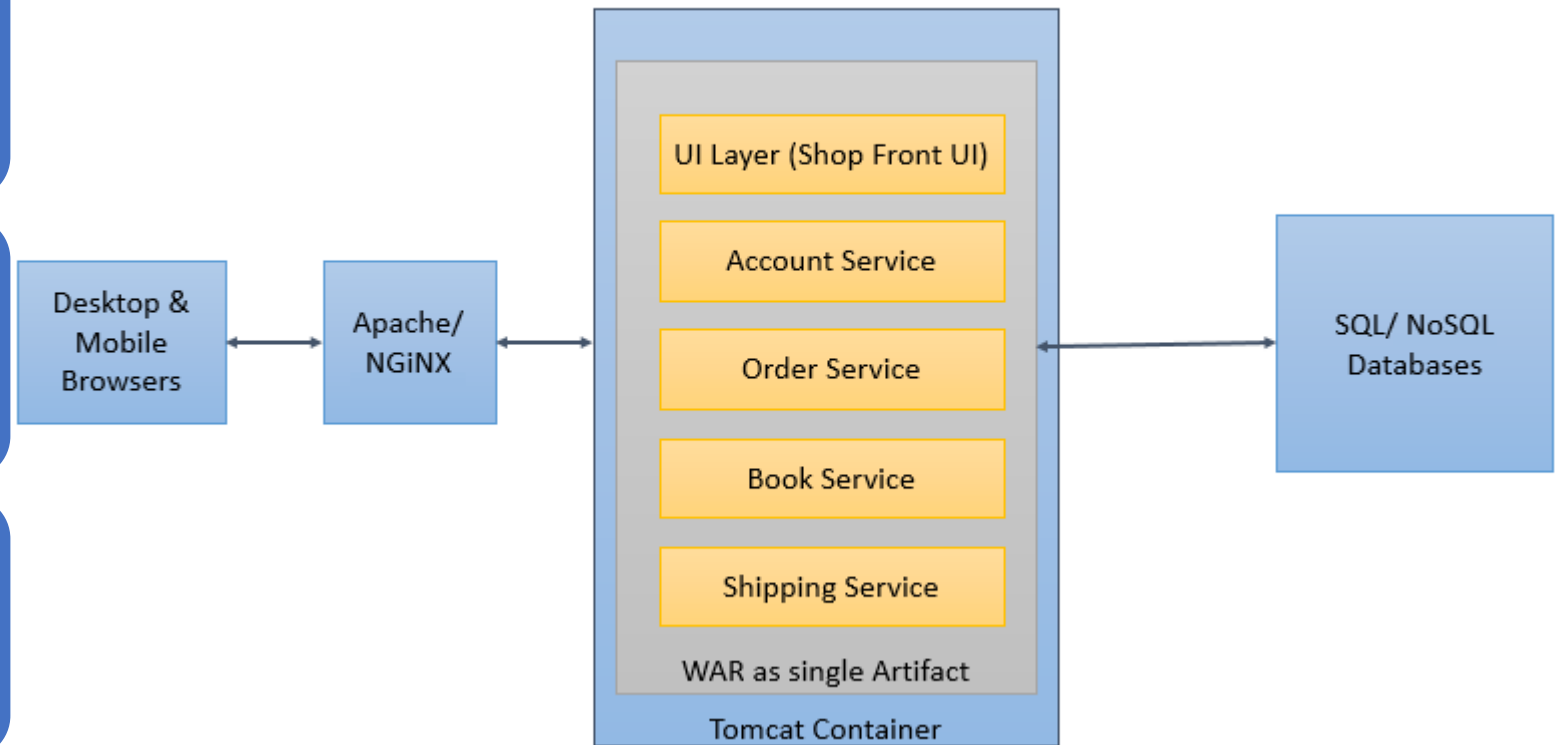 Desktop &
Mobile
Browsers
Apache/
NGiNX
UI Layer (Shop Front UI)
Account Service
Order Service
Book Service
Shipping Service
WAR as single Artifact
Tomcat Container
SQL/ NoSQL
Databases